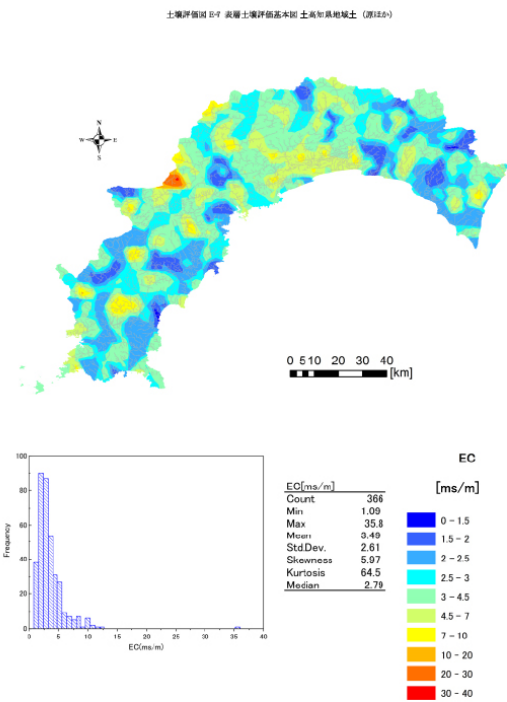 土壌評価図 E-7 表層土壌評価基本図 土高知県地域土 (原ほか)
N
W E
S
0 5 10 20 30 40
[km]
EC
[ms/m]
0 - 1.5
1.5 - 2
2 - 2.5
2.5 - 3
3 - 4.5
4.5 - 7
7 - 10
10 - 20
20 - 30
30 - 40
EC[ms/m]
Count 366
Min 1.09
Max 35.8
Mean 3.49
Std.Dev. 2.61
Skewness 5.97
Kurtosis 64.5
Median 2.79
Frequency
100
80
60
40
20
0
0 5 10 15 20 25 30 35 40
EC(ms/m)